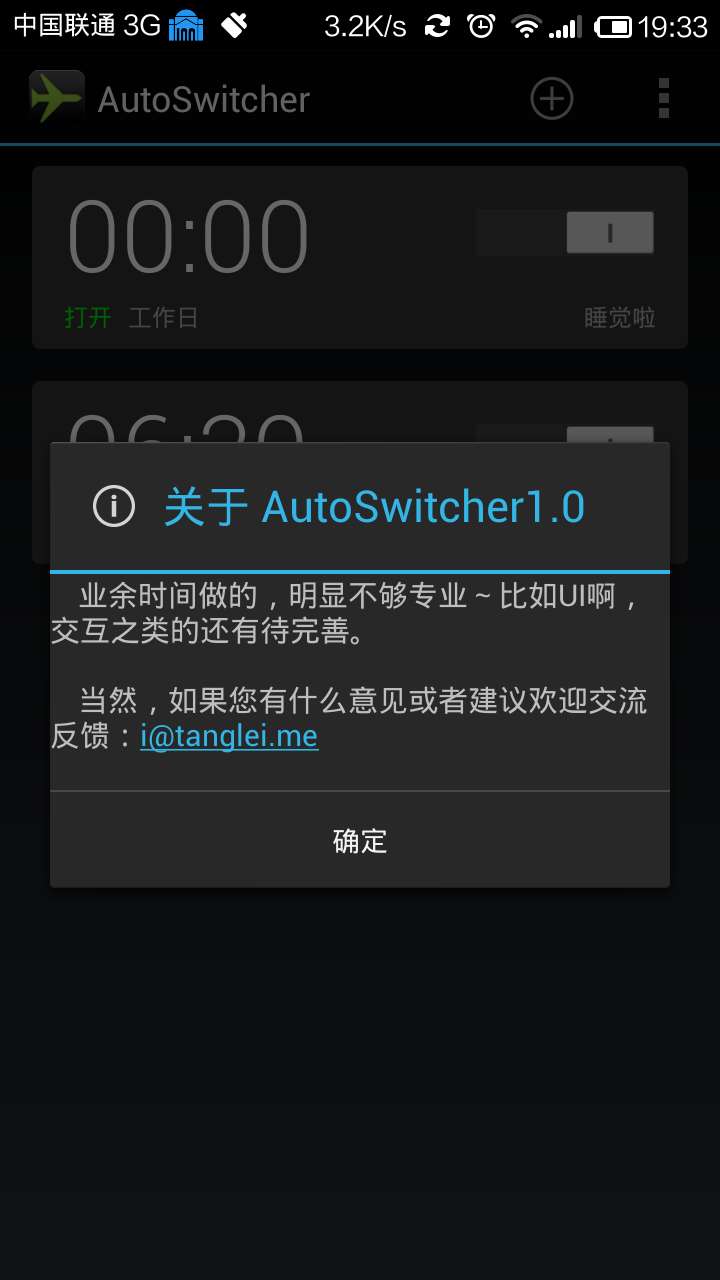 中国联通 3G 3.2K/s 19:33
AutoSwitcher
00:00
打开 工作日 睡觉啦
关于 AutoSwitcher1.0
业余时间做的，明显不够专业～比如UI啊，
交互之类的还有待完善。
当然，如果您有什么意见或者建议欢迎交流
反馈：i@tanglei.me
确定